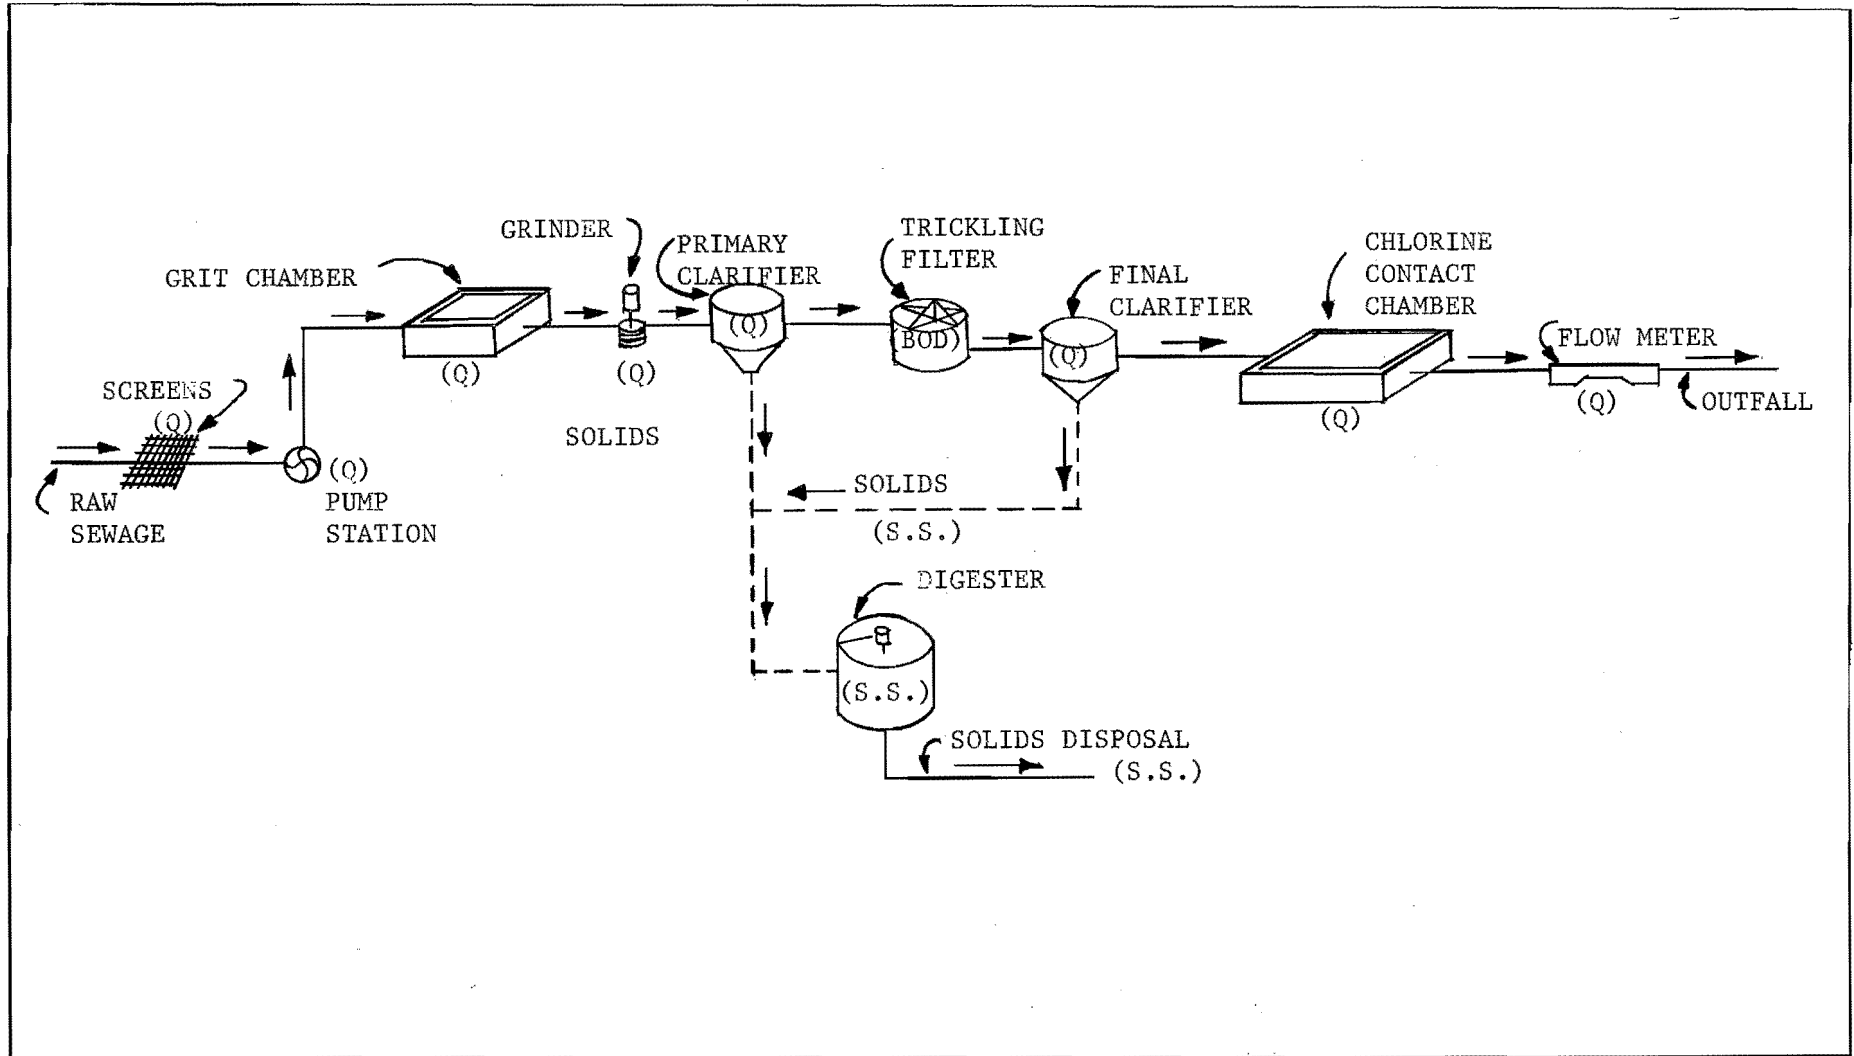 GRINDER
PRIMARY
CLARIFIER
TRICKLING
FILTER
CHLORINE
CONTACT
CHAMBER
GRIT CHAMBER
FINAL
CLARIFIER
(Q)
BOD)
(Q)
FLOW METER
(Q)
(Q)
(Q)
(Q)
OUTFALL
SCREENS
(Q)
SOLIDS
(Q)
PUMP
STATION
RAW
SEWAGE
SOLIDS
(S.S.)
DIGESTER
(S.S.)
SOLIDS DISPOSAL
(S.S.)